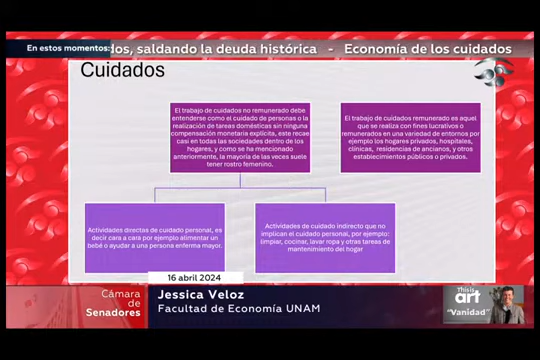 En estos momentos:
dos, saldando la deuda histórica - Economía de los cuidados
Cuidados
El trabajo de cuidados no remunerado debe
entenderse como el cuidado de personas o la
realización de tareas domésticas sin ninguna
compensación monetaria explícita, este recae
casi en todas las sociedades dentro de los
hogares, y como se ha mencionado
anteriormente, la mayoría de las veces suele
tener rostro femenino.
El trabajo de cuidados remunerado es aquel
que se realiza con fines lucrativos o
remunerados en una variedad de entornos por
ejemplo los hogares privados, hospitales,
clínicas, residencias de ancianos, y otros
establecimientos públicos o privados.
Actividades directas de cuidado personal, es
decir cara a cara por ejemplo alimentar un
bebé o ayudar a una persona enferma mayor.
Actividades de cuidado indirecto que no
implican el cuidado personal, por ejemplo:
limpiar, cocinar, lavar ropa y otras tareas de
mantenimiento del hogar
16 abril 2024
Cámara
de
Senadores
Jessica Veloz
Facultad de Economía UNAM
This is
art
"Vanidad"